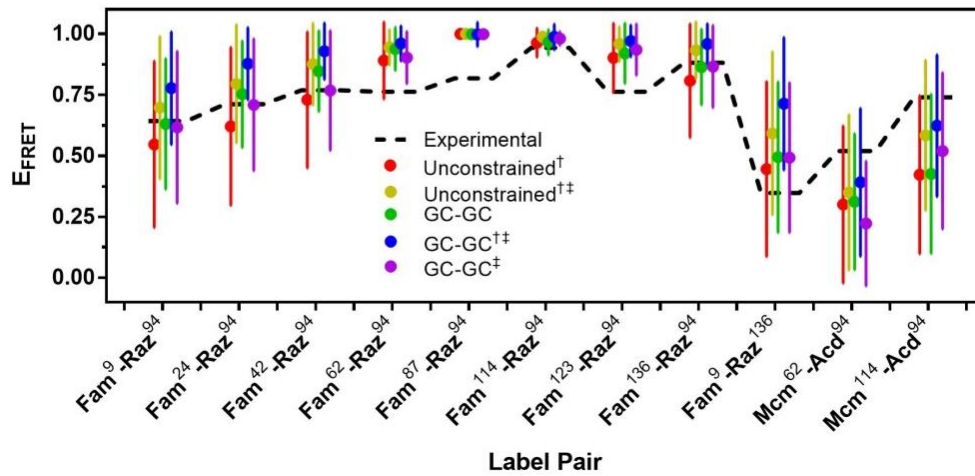 1.00
0.75
0.50
0.25
0.00
E_FRET
Experimental
Unconstrained†
Unconstrained†‡
GC-GC
GC-GC†‡
GC-GC‡
Fam⁹-Raz⁹⁴
Fam²⁴-Raz⁹⁴
Fam⁴²-Raz⁹⁴
Fam⁶²-Raz⁹⁴
Fam⁸⁷-Raz⁹⁴
Fam¹¹⁴-Raz⁹⁴
Fam¹²³-Raz⁹⁴
Fam¹³⁶-Raz⁹⁴
Fam⁹-Raz¹³⁶
Mcm⁶²-Acd⁹⁴
Mcm¹¹⁴-Acd⁹⁴
Label Pair